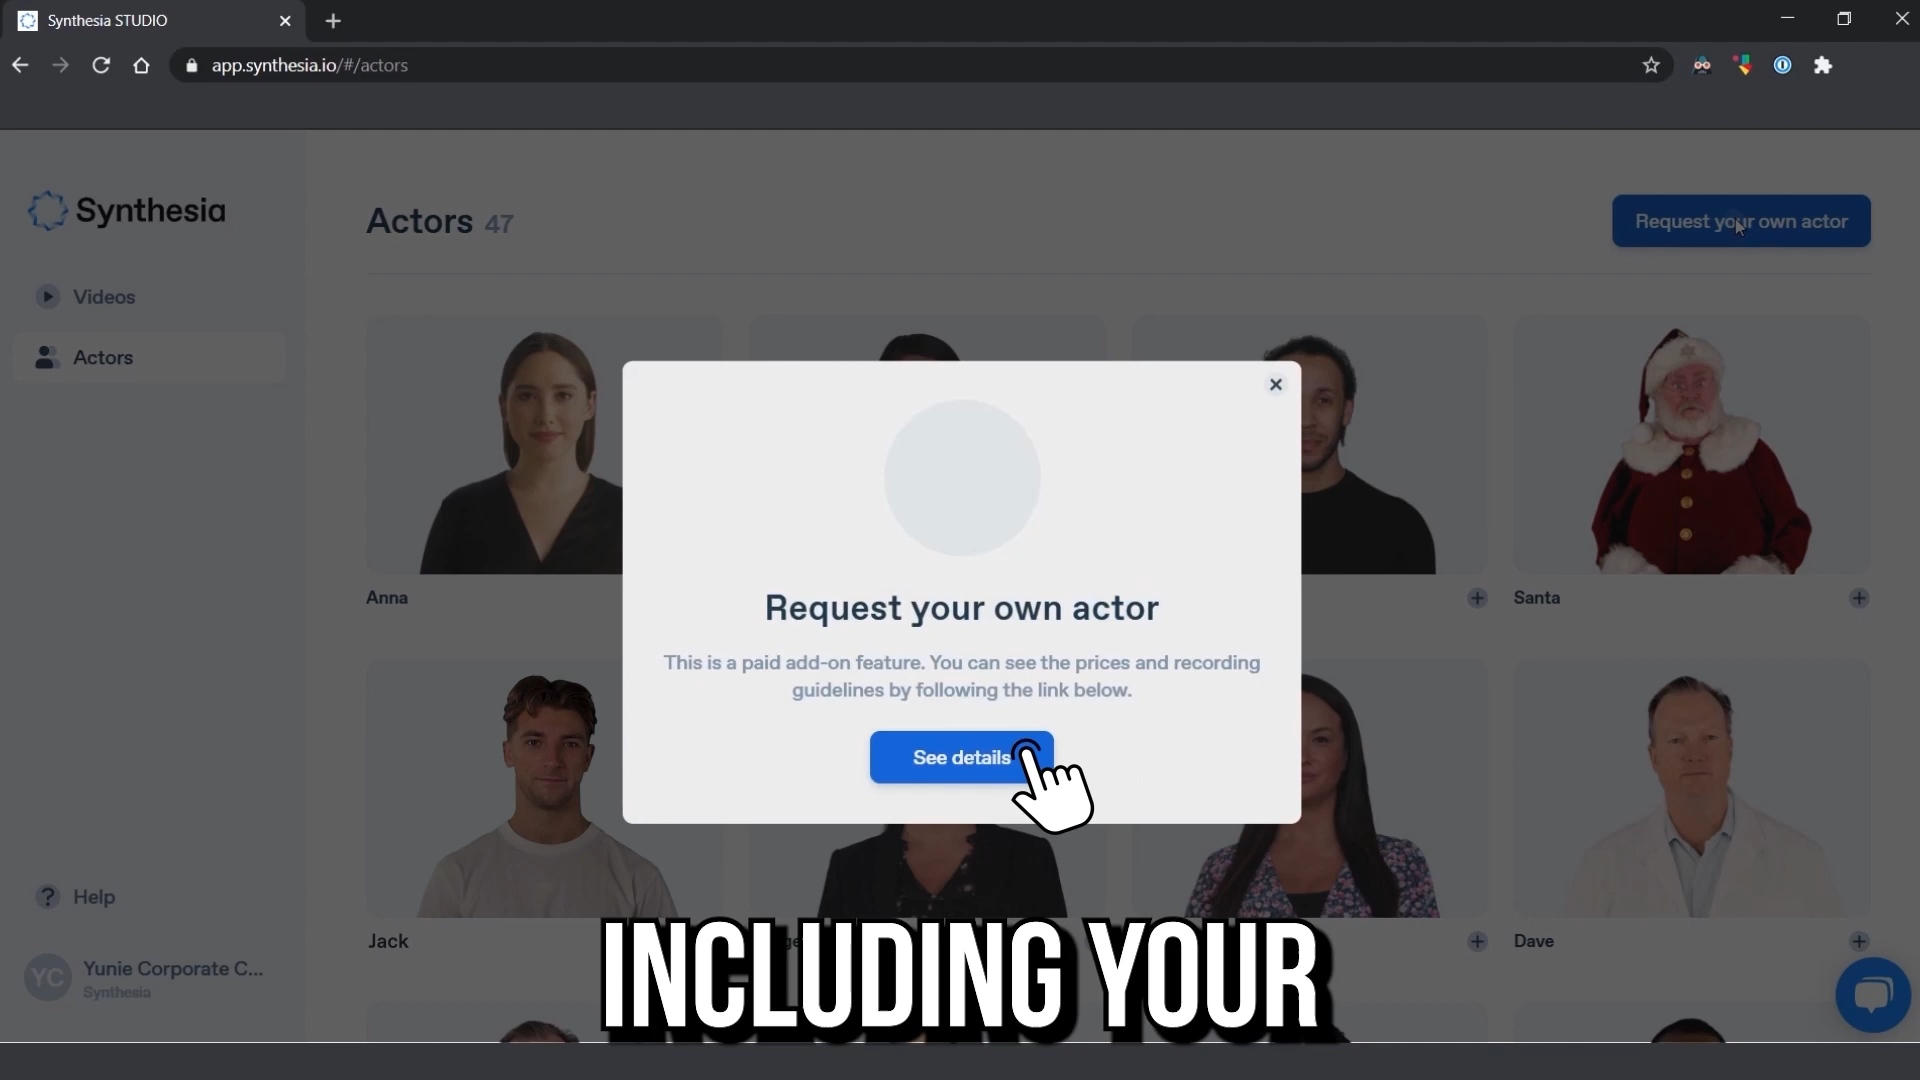 Synthesia STUDIO
app.synthesia.io/#/actors
Synthesia
Videos
Actors
Help
YC
Yunie Corporate C...
Synthesia
Actors 47
Request your own actor
Anna
Santa
Jack
Dave
Request your own actor
This is a paid add-on feature. You can see the prices and recording
guidelines by following the link below.
See details
INCLUDING YOUR